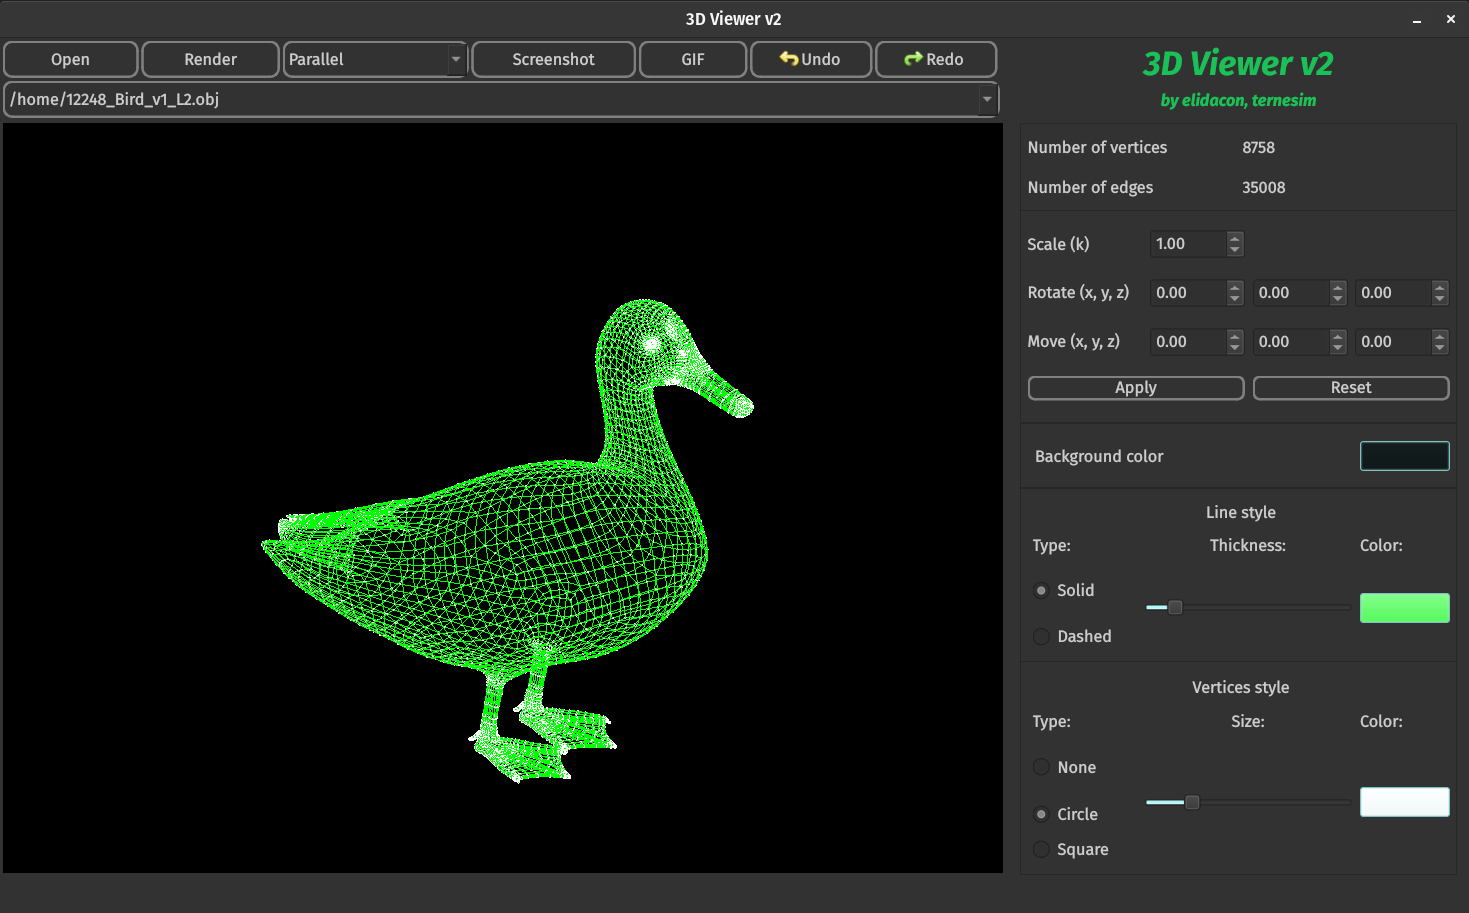 3D Viewer v2
Open Render Parallel Screenshot GIF Undo Redo
/home/12248_Bird_v1_L2.obj
3D Viewer v2
by elidacon, ternesim
Number of vertices 8758
Number of edges 35008
Scale (k) 1.00
Rotate (x, y, z) 0.00 0.00 0.00
Move (x, y, z) 0.00 0.00 0.00
Apply Reset
Background color
Line style
Type: Thickness: Color:
Solid
Dashed
Vertices style
Type: Size: Color:
None
Circle
Square